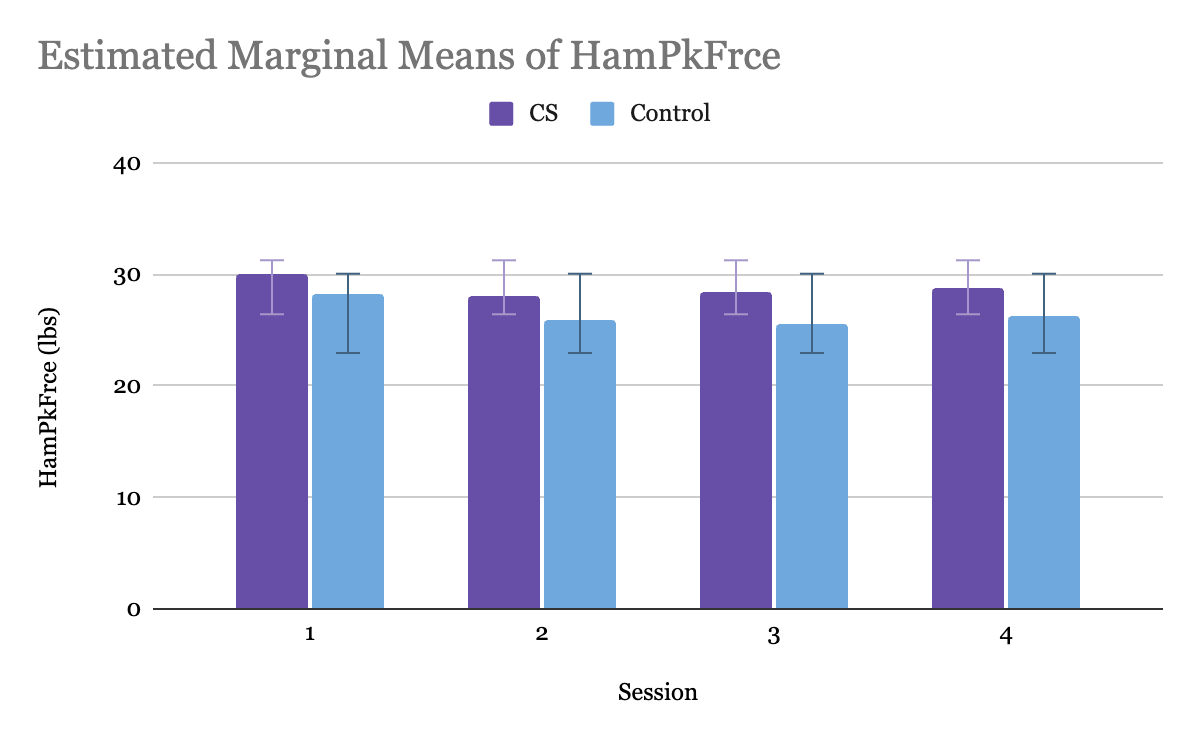 Estimated Marginal Means of HamPkFrce
CS
Control
40
30
20
10
0
HamPkFrce (lbs)
1
2
3
4
Session